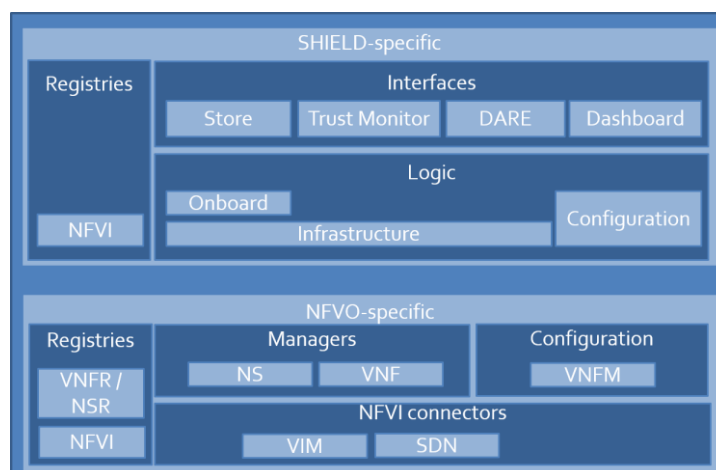 SHIELD-specific
Registries
NFVI
Interfaces
Store
Trust Monitor
DARE
Dashboard
Logic
Onboard
Infrastructure
Configuration
NFVO-specific
Registries
VNFR /
NSR
NFVI
Managers
NS
VNF
Configuration
VNFM
NFVI connectors
VIM
SDN